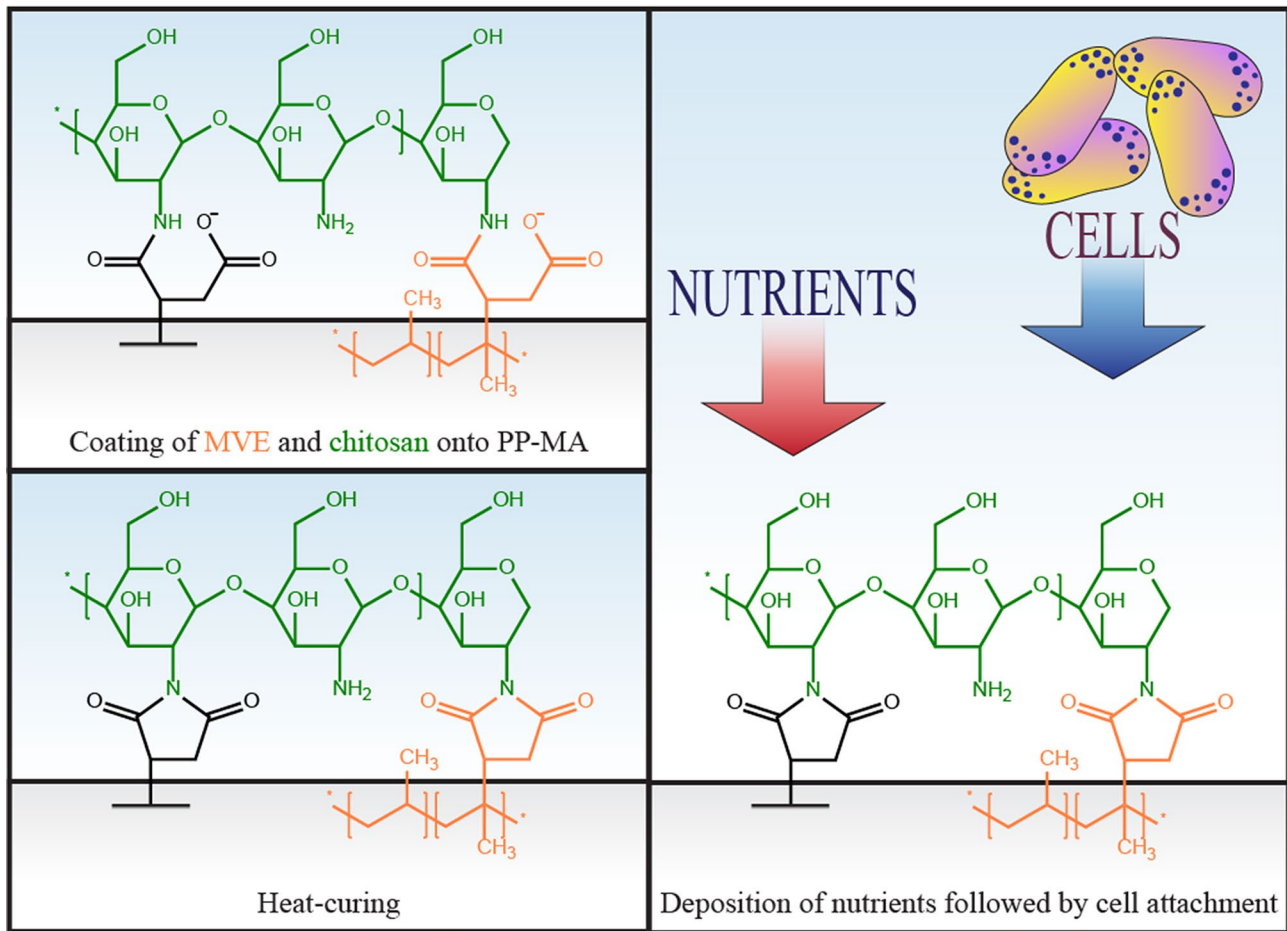 OH OH OH
* O O O
OH O OH O OH
NH O⁻ NH₂ NH O⁻
O O O O
CH₃
* *
CH₃
Coating of MVE and chitosan onto PP-MA
OH OH OH
* O O O O O
OH OH OH
N NH₂ N
O O O O
CH₃
* *
CH₃
Heat-curing
CELLS
NUTRIENTS
OH OH OH
* O O O O O
OH OH OH
N NH₂ N
O O O O
CH₃
* *
CH₃
Deposition of nutrients followed by cell attachment